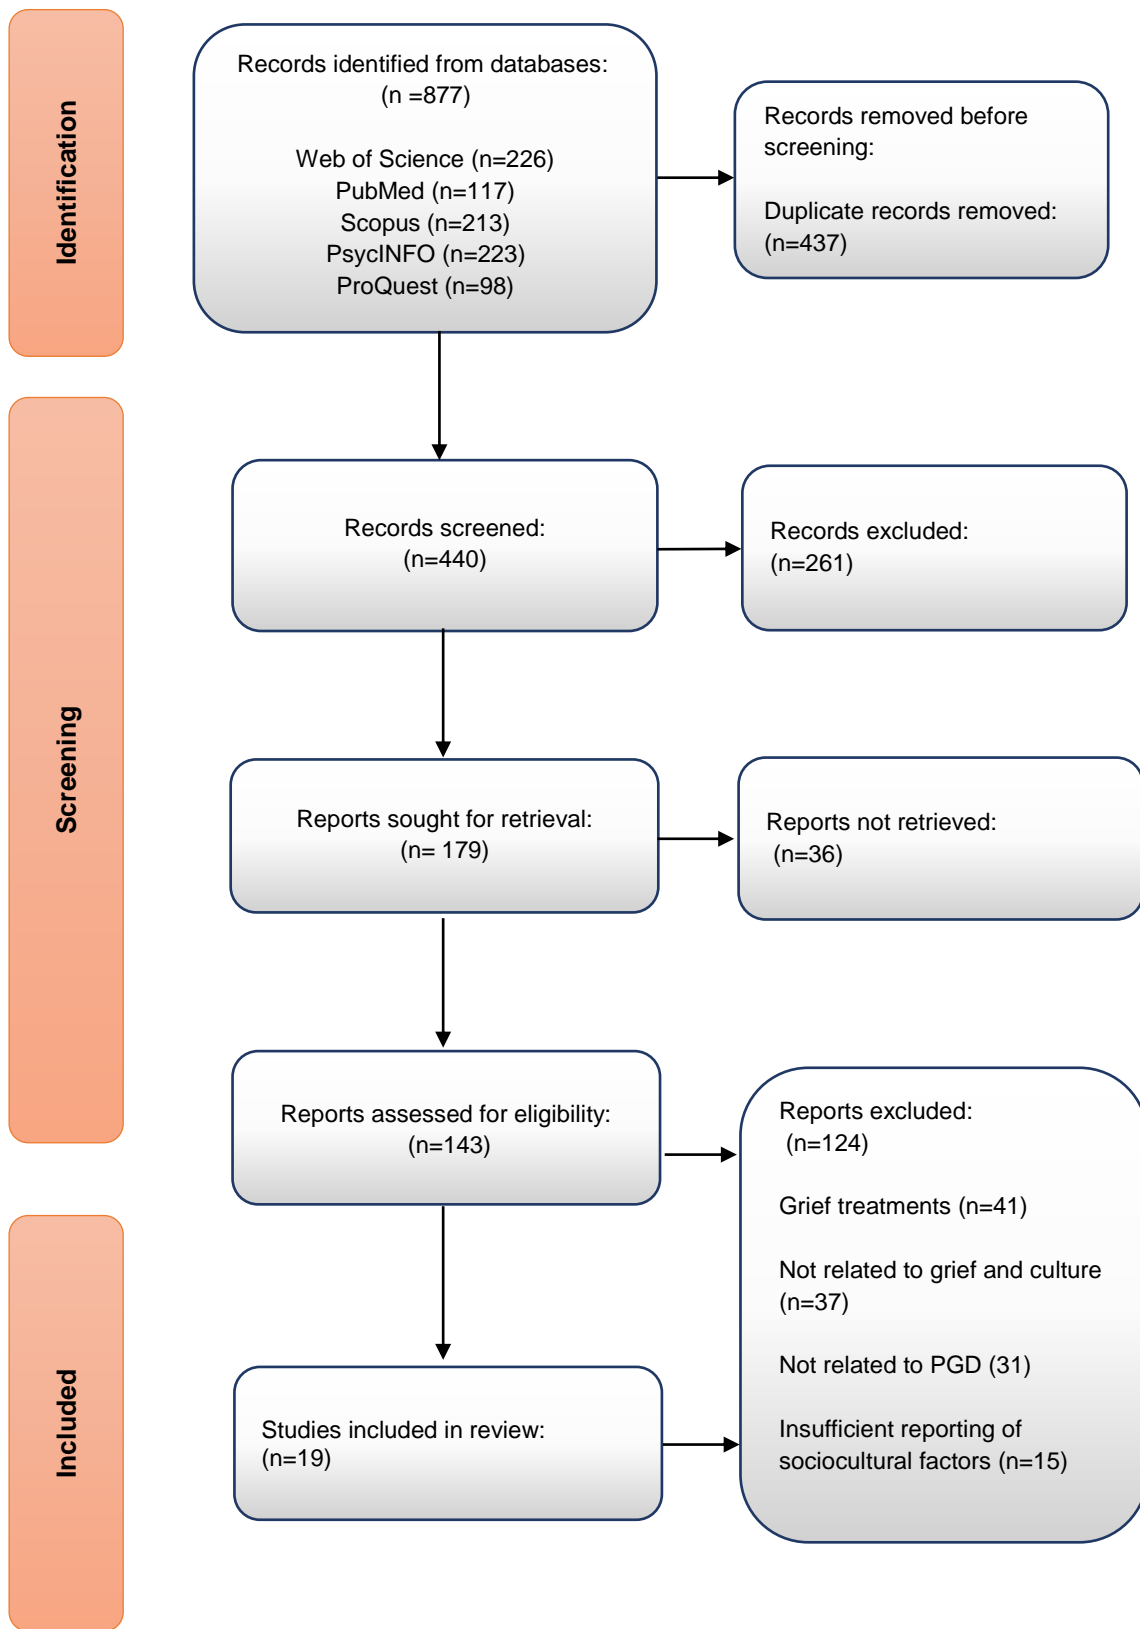 Identification
Records identified from databases:
(n =877)
Web of Science (n=226)
PubMed (n=117)
Scopus (n=213)
PsycINFO (n=223)
ProQuest (n=98)
Records removed before
screening:
Duplicate records removed:
(n=437)
Screening
Records screened:
(n=440)
Records excluded:
(n=261)
Reports sought for retrieval:
(n= 179)
Reports not retrieved:
(n=36)
Reports assessed for eligibility:
(n=143)
Reports excluded:
(n=124)
Grief treatments (n=41)
Not related to grief and culture
(n=37)
Not related to PGD (31)
Insufficient reporting of
sociocultural factors (n=15)
Included
Studies included in review:
(n=19)